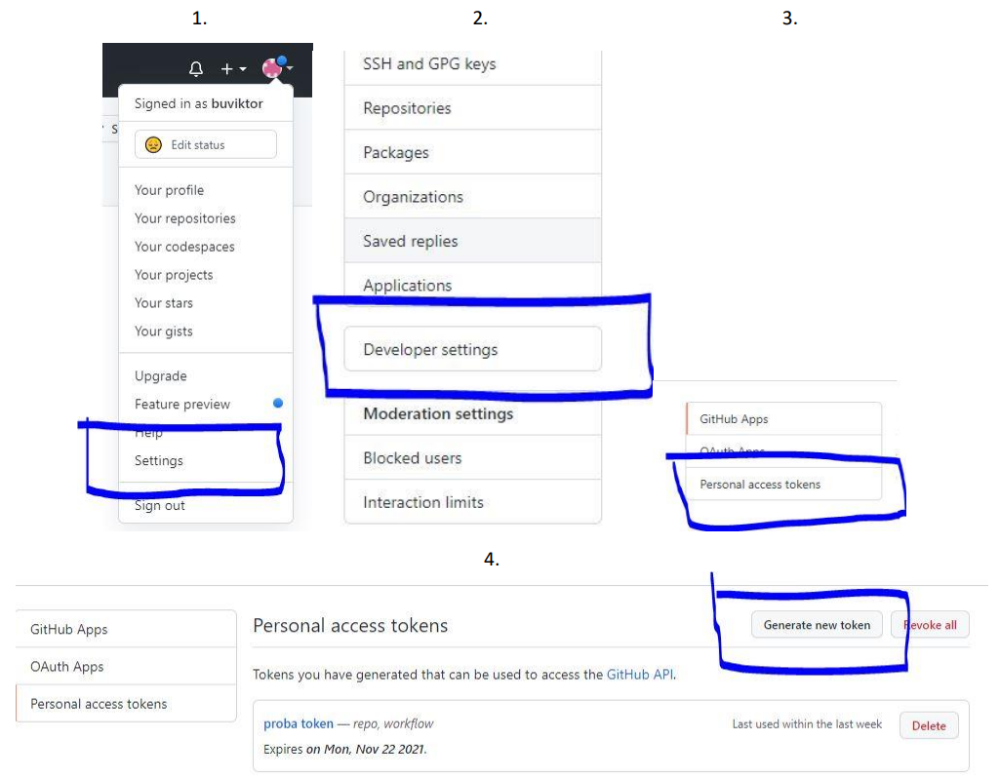 1.
2.
3.
Signed in as buviktor
S
Edit status
Your profile
Your repositories
Your codespaces
Your projects
Your stars
Your gists
Upgrade
Feature preview
Help
Settings
Sign out
SSH and GPG keys
Repositories
Packages
Organizations
Saved replies
Applications
Developer settings
Moderation settings
Blocked users
Interaction limits
GitHub Apps
OAuth Apps
Personal access tokens
4.
GitHub Apps
OAuth Apps
Personal access tokens
Personal access tokens
Generate new token
Revoke all
Tokens you have generated that can be used to access the GitHub API.
proba token — repo, workflow
Last used within the last week
Delete
Expires on Mon, Nov 22 2021.